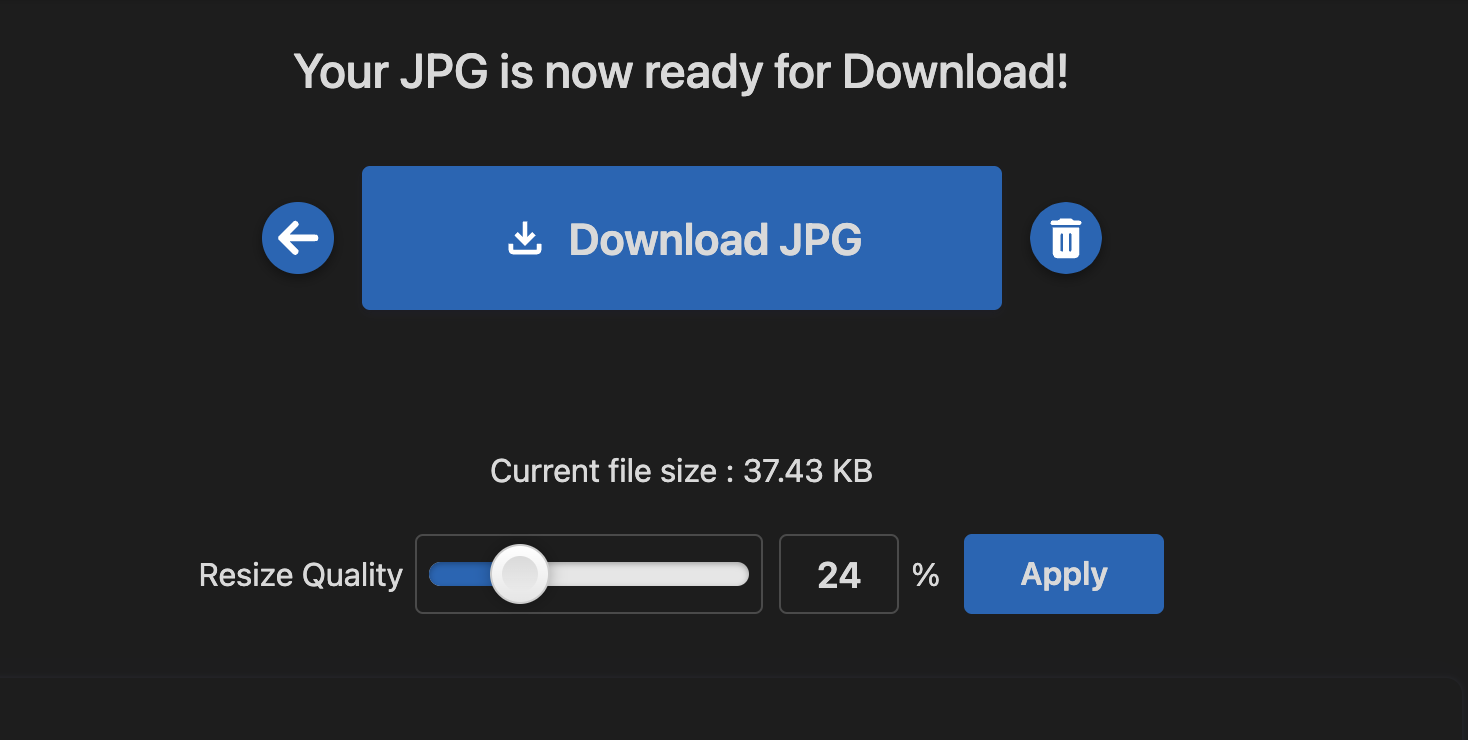 Your JPG is now ready for Download!
Download JPG
Current file size : 37.43 KB
Resize Quality 24 % Apply